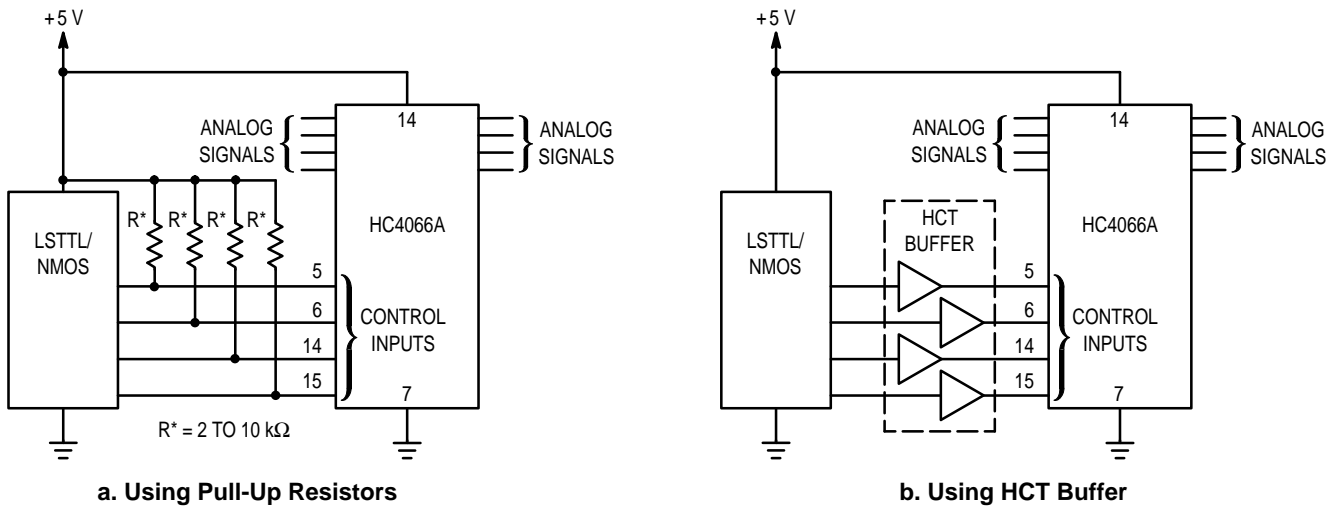 +5 V
14
ANALOG
SIGNALS
ANALOG
SIGNALS
R* R* R* R*
LSTTL/
NMOS
HC4066A
5
6
14
15
CONTROL
INPUTS
7
R* = 2 TO 10 kΩ
a. Using Pull-Up Resistors
+5 V
14
ANALOG
SIGNALS
ANALOG
SIGNALS
LSTTL/
NMOS
HCT
BUFFER
HC4066A
5
6
14
15
CONTROL
INPUTS
7
b. Using HCT Buffer